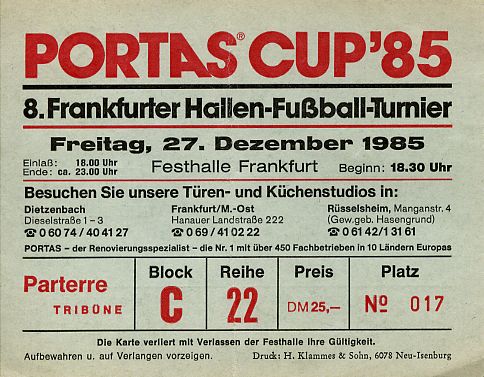 PORTAS® CUP '85
8. Frankfurter Hallen-Fußball-Turnier
Freitag, 27. Dezember 1985
Einlaß: 18.00 Uhr
Ende: ca. 23.00 Uhr
Festhalle Frankfurt
Beginn: 18.30 Uhr
Besuchen Sie unsere Türen- und Küchenstudios in:
Dietzenbach
Dieselstraße 1–3
☎ 0 60 74 / 40 41 27
Frankfurt/M.-Ost
Hanauer Landstraße 222
☎ 0 69 / 41 02 22
Rüsselsheim, Manganstr. 4
(Gew.geb. Hasengrund)
☎ 0 61 42 / 1 31 61
PORTAS – der Renovierungsspezialist – die Nr. 1 mit über 450 Fachbetrieben in 10 Ländern Europas
Parterre
TRIBÜNE
Block
C
Reihe
22
Preis
DM 25,—
Platz
No 017
Die Karte verliert mit Verlassen der Festhalle Ihre Gültigkeit.
Aufbewahren u. auf Verlangen vorzeigen.
Druck: H. Klammes & Sohn, 6078 Neu-Isenburg